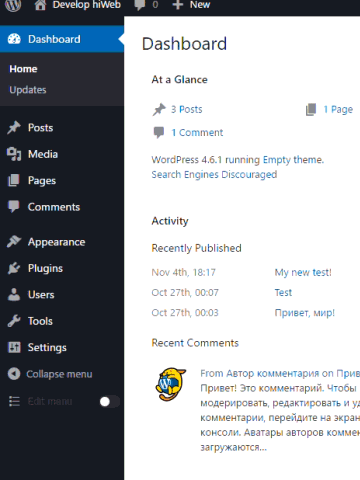 Develop hiWeb 0 New
Dashboard
Home
Updates
Posts
Media
Pages
Comments
Appearance
Plugins
Users
Tools
Settings
Collapse menu
Edit menu
Dashboard
At a Glance
3 Posts 1 Page
1 Comment
WordPress 4.6.1 running Empty theme.
Search Engines Discouraged
Activity
Recently Published
Nov 4th, 18:17 My new test!
Oct 27th, 00:07 Test
Oct 27th, 00:03 Привет, мир!
Recent Comments
From Автор комментария on Прив
Привет! Это комментарий. Чтобы
модерировать, редактировать и уд
комментарии, перейдите на экран
консоли. Аватары авторов коммен
загружаются...